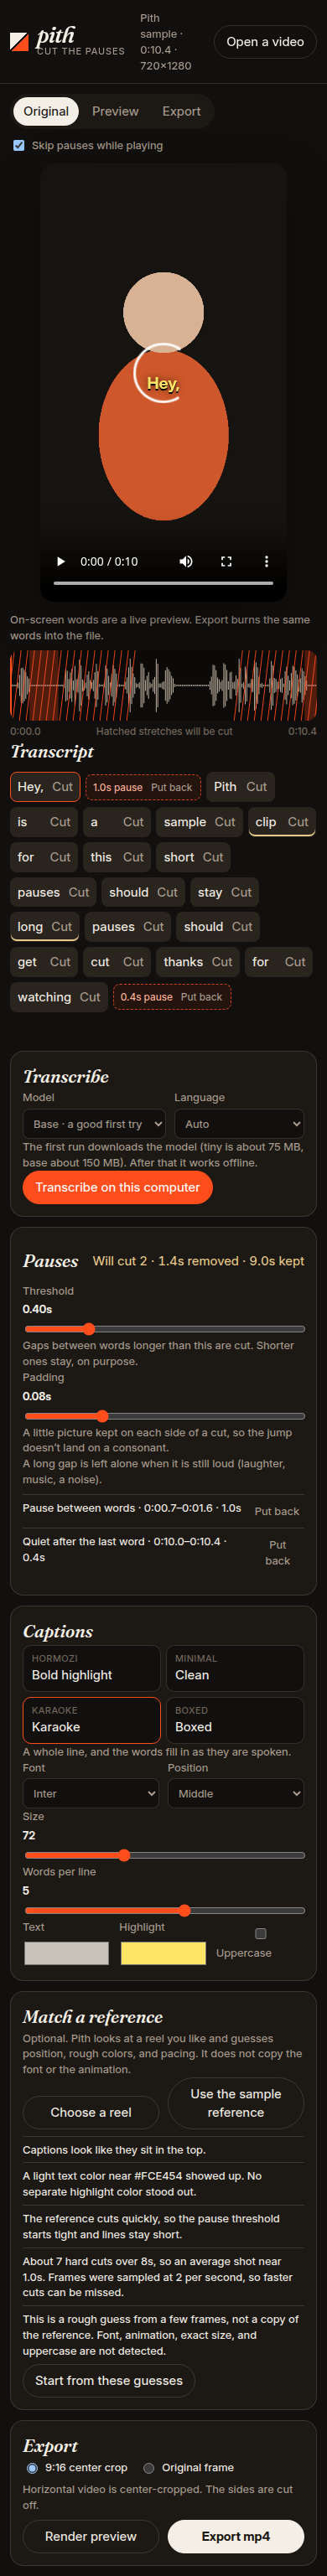 pith
CUT THE PAUSES
Pith
sample ·
0:10.4 ·
720×1280
Open a video
Original Preview Export
Skip pauses while playing
Hey,
0:00 / 0:10
On-screen words are a live preview. Export burns the same
words into the file.
0:00.0 Hatched stretches will be cut 0:10.4
Transcript
Hey, Cut 1.0s pause Put back Pith Cut
is Cut a Cut sample Cut clip Cut
for Cut this Cut short Cut
pauses Cut should Cut stay Cut
long Cut pauses Cut should Cut
get Cut cut Cut thanks Cut for Cut
watching Cut 0.4s pause Put back
Transcribe
Model Language
Base · a good first try Auto
The first run downloads the model (tiny is about 75 MB,
base about 150 MB). After that it works offline.
Transcribe on this computer
Pauses Will cut 2 · 1.4s removed · 9.0s kept
Threshold
0.40s
Gaps between words longer than this are cut. Shorter
ones stay, on purpose.
Padding
0.08s
A little picture kept on each side of a cut, so the jump
doesn't land on a consonant.
A long gap is left alone when it is still loud (laughter,
music, a noise).
Pause between words · 0:00.7–0:01.6 · 1.0s Put back
Quiet after the last word · 0:10.0–0:10.4 ·
0.4s
Put
back
Captions
HORMOZI
Bold highlight
MINIMAL
Clean
KARAOKE
Karaoke
BOXED
Boxed
A whole line, and the words fill in as they are spoken.
Font Position
Inter Middle
Size
72
Words per line
5
Text Highlight
Uppercase
Match a reference
Optional. Pith looks at a reel you like and guesses
position, rough colors, and pacing. It does not copy the
font or the animation.
Choose a reel
Use the sample
reference
Captions look like they sit in the top.
A light text color near #FCE454 showed up. No
separate highlight color stood out.
The reference cuts quickly, so the pause threshold
starts tight and lines stay short.
About 7 hard cuts over 8s, so an average shot near
1.0s. Frames were sampled at 2 per second, so faster
cuts can be missed.
This is a rough guess from a few frames, not a copy of
the reference. Font, animation, exact size, and
uppercase are not detected.
Start from these guesses
Export
9:16 center crop Original frame
Horizontal video is center-cropped. The sides are cut
off.
Render preview Export mp4